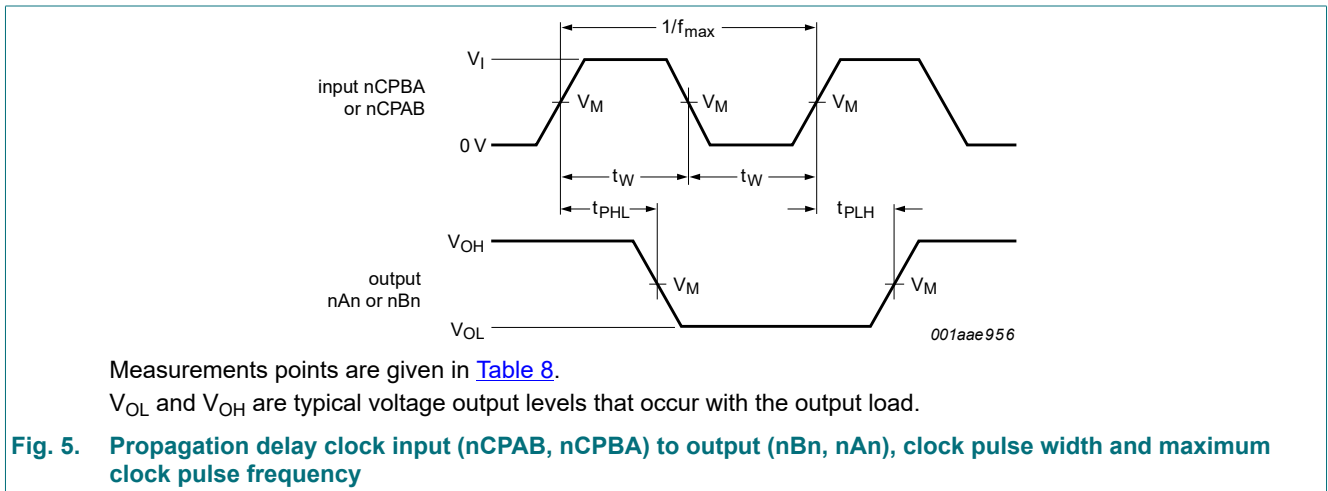 1/fmax
VI
input nCPBA
or nCPAB
VM
VM
VM
0 V
tW
tW
tPHL
tPLH
VOH
output
nAn or nBn
VM
VM
VOL
001aae956
Measurements points are given in Table 8.
VOL and VOH are typical voltage output levels that occur with the output load.
Fig. 5. Propagation delay clock input (nCPAB, nCPBA) to output (nBn, nAn), clock pulse width and maximum
clock pulse frequency